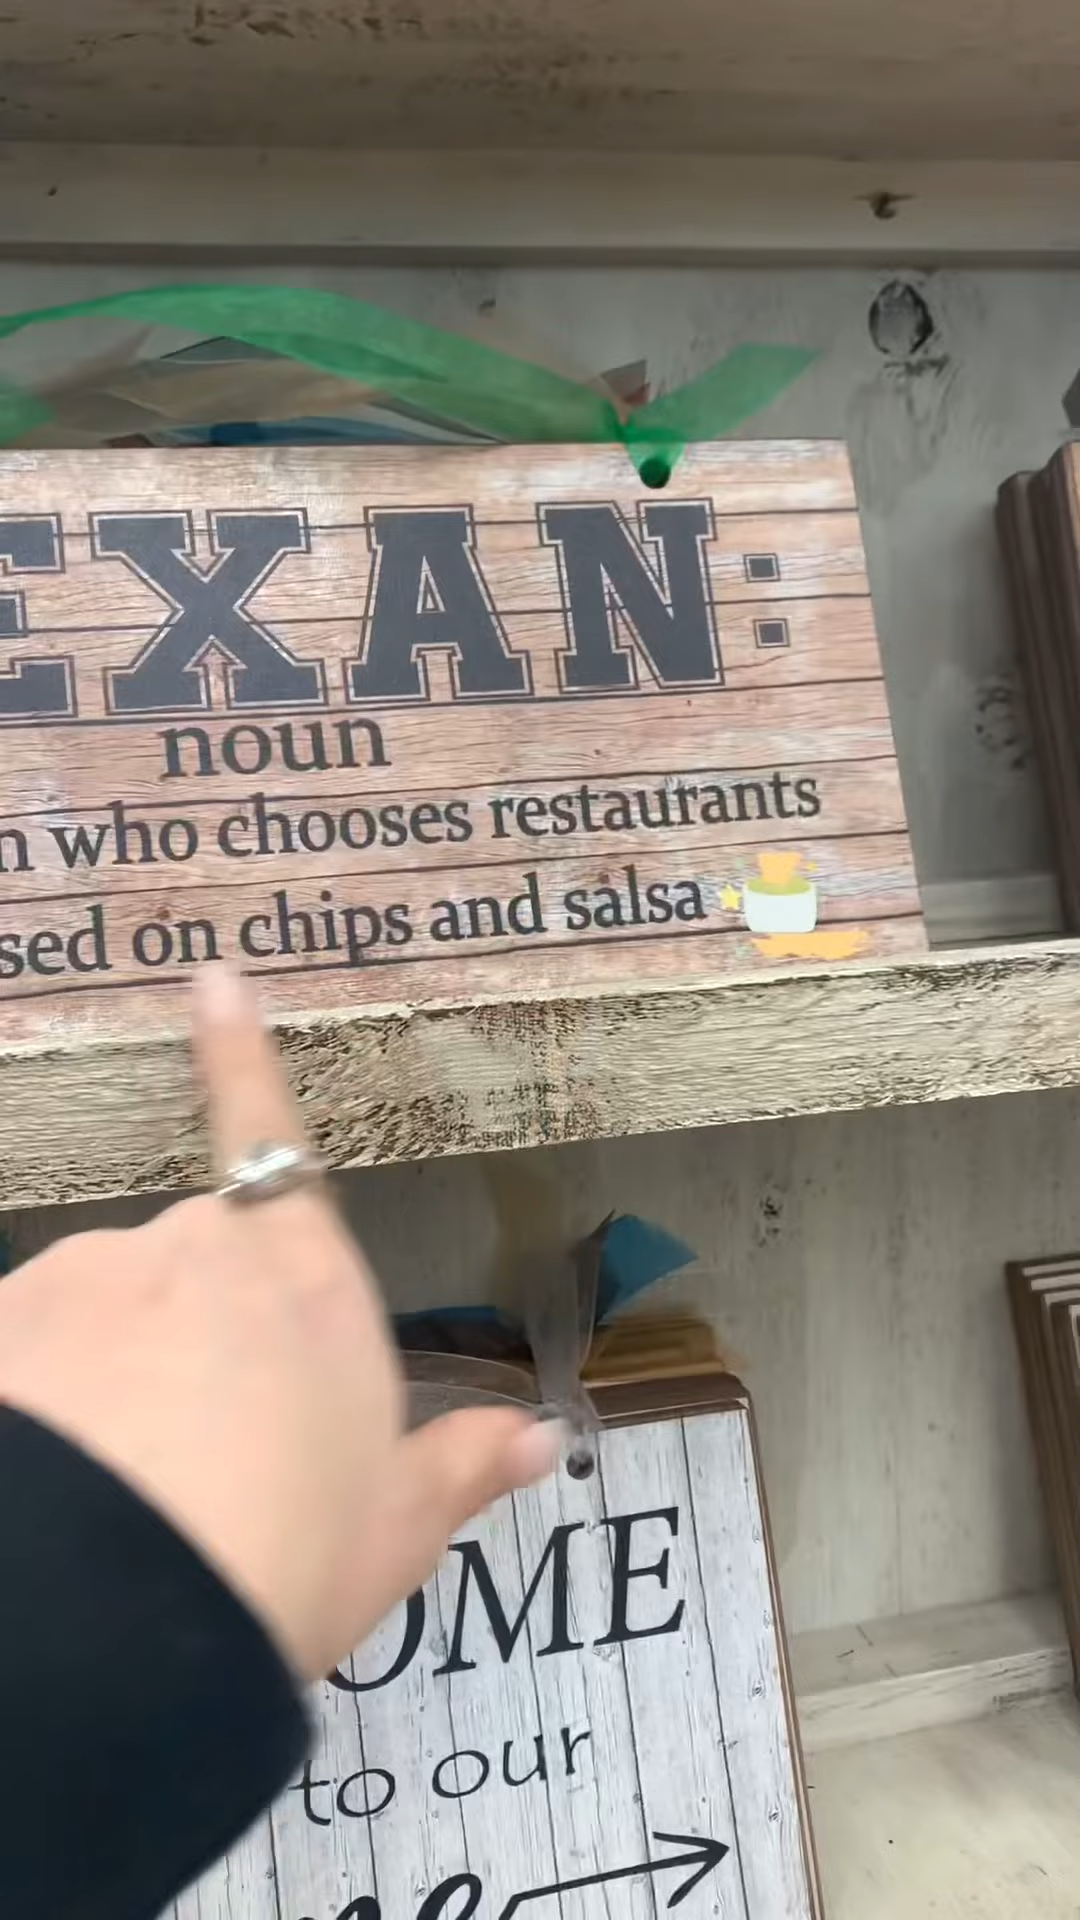 EXAN:
noun
n who chooses restaurants
sed on chips and salsa
OME
to our